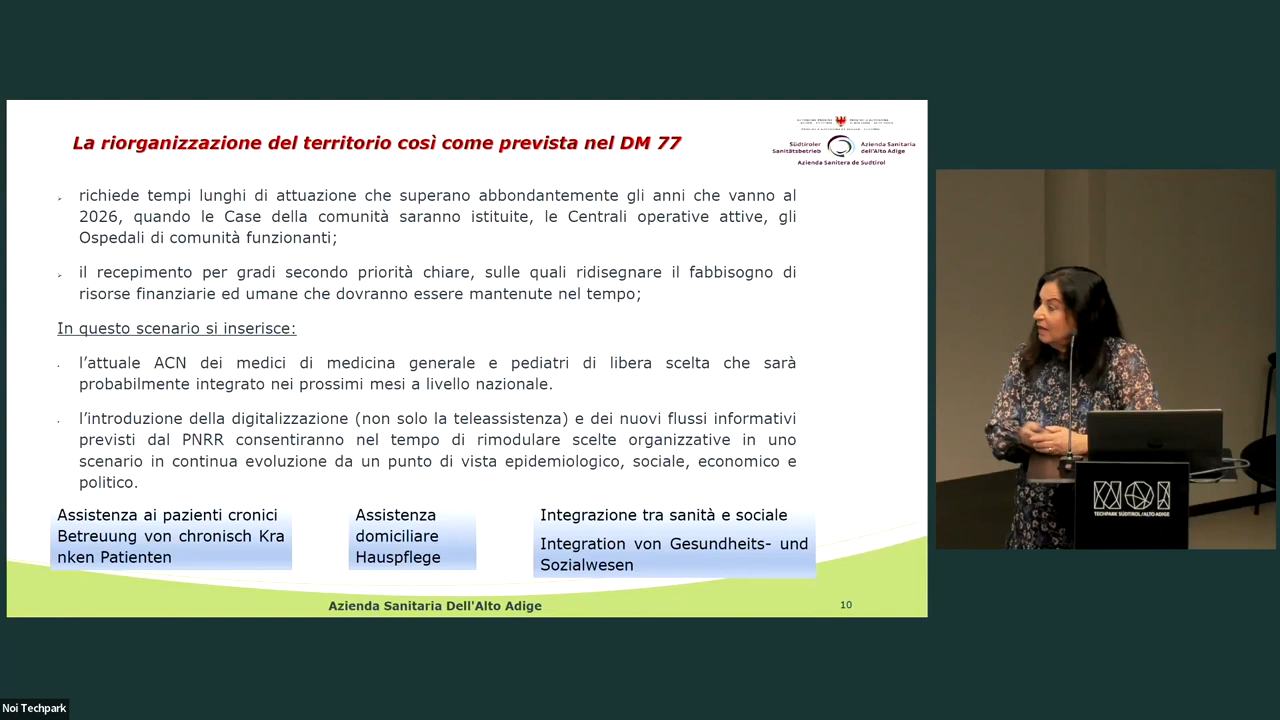 La riorganizzazione del territorio così come prevista nel DM 77
Südtiroler
Sanitätsbetrieb
Azienda Sanitaria
dell'Alto Adige
Azienda Sanitera de Sudtirol
richiede tempi lunghi di attuazione che superano abbondantemente gli anni che vanno al
2026, quando le Case della comunità saranno istituite, le Centrali operative attive, gli
Ospedali di comunità funzionanti;
il recepimento per gradi secondo priorità chiare, sulle quali ridisegnare il fabbisogno di
risorse finanziarie ed umane che dovranno essere mantenute nel tempo;
In questo scenario si inserisce:
l’attuale ACN dei medici di medicina generale e pediatri di libera scelta che sarà
probabilmente integrato nei prossimi mesi a livello nazionale.
l’introduzione della digitalizzazione (non solo la teleassistenza) e dei nuovi flussi informativi
previsti dal PNRR consentiranno nel tempo di rimodulare scelte organizzative in uno
scenario in continua evoluzione da un punto di vista epidemiologico, sociale, economico e
politico.
Assistenza ai pazienti cronici
Betreuung von chronisch Kra
nken Patienten
Assistenza
domiciliare
Hauspflege
Integrazione tra sanità e sociale
Integration von Gesundheits- und
Sozialwesen
Azienda Sanitaria Dell'Alto Adige
10
NOI
TECHPARK SÜDTIROL/ALTO ADIGE
Noi Techpark